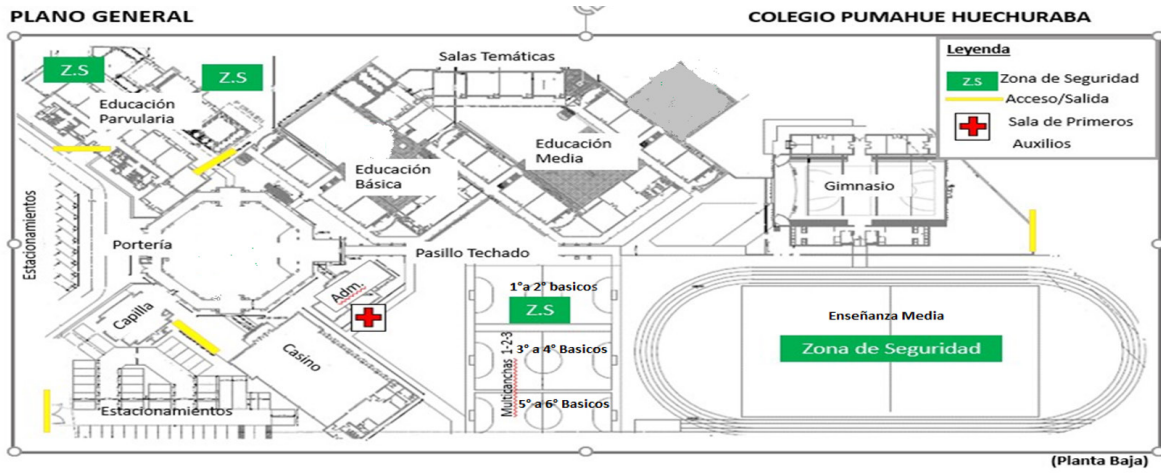 PLANO GENERAL
COLEGIO PUMAHUE HUECHURABA
Leyenda
Z.S Zona de Seguridad
Acceso/Salida
Sala de Primeros
Auxilios
Z.S
Z.S
Educación
Parvularia
Salas Temáticas
Educación
Básica
Educación
Media
Gimnasio
Estacionamientos
Portería
Pasillo Techado
Adm.
Capilla
Casino
Estacionamientos
1°a 2° basicos
Z.S
Multicanchas 1-2-3
3° a 4° Basicos
5° a 6° Basicos
Enseñanza Media
Zona de Seguridad
(Planta Baja)